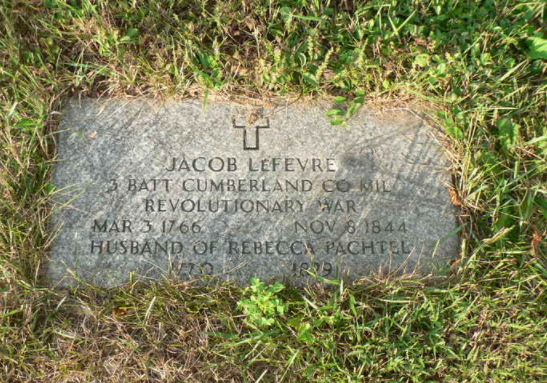 JACOB LEFEVRE
3 BATT CUMBERLAND CO MIL
REVOLUTIONARY WAR
MAR 3 1766 NOV 8 1844
HUSBAND OF REBECCA PACHTEL